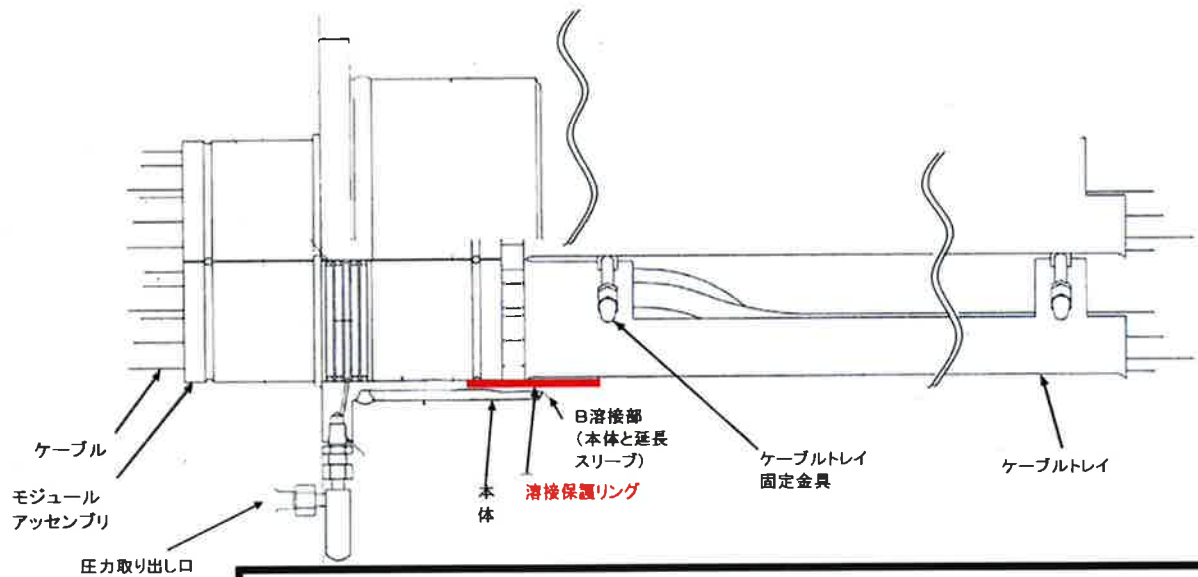 B溶接部
(本体と延長
スリーブ)
ケーブル
ケーブルトレイ
固定金具
ケーブルトレイ
モジュール
アッセンブリ
本
体
溶接保護リング
圧力取り出し口